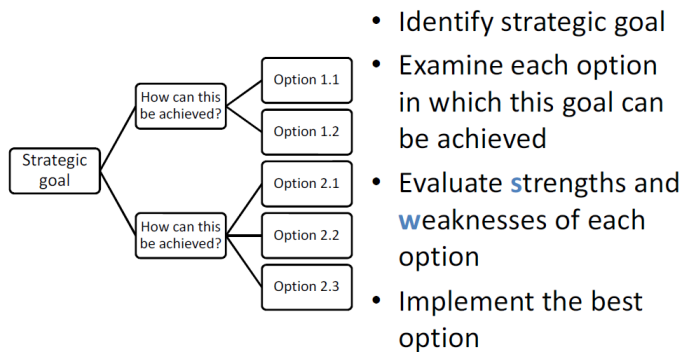 Strategic
goal
How can this
be achieved?
Option 1.1
Option 1.2
How can this
be achieved?
Option 2.1
Option 2.2
Option 2.3
• Identify strategic goal
• Examine each option
in which this goal can
be achieved
• Evaluate strengths and
weaknesses of each
option
• Implement the best
option